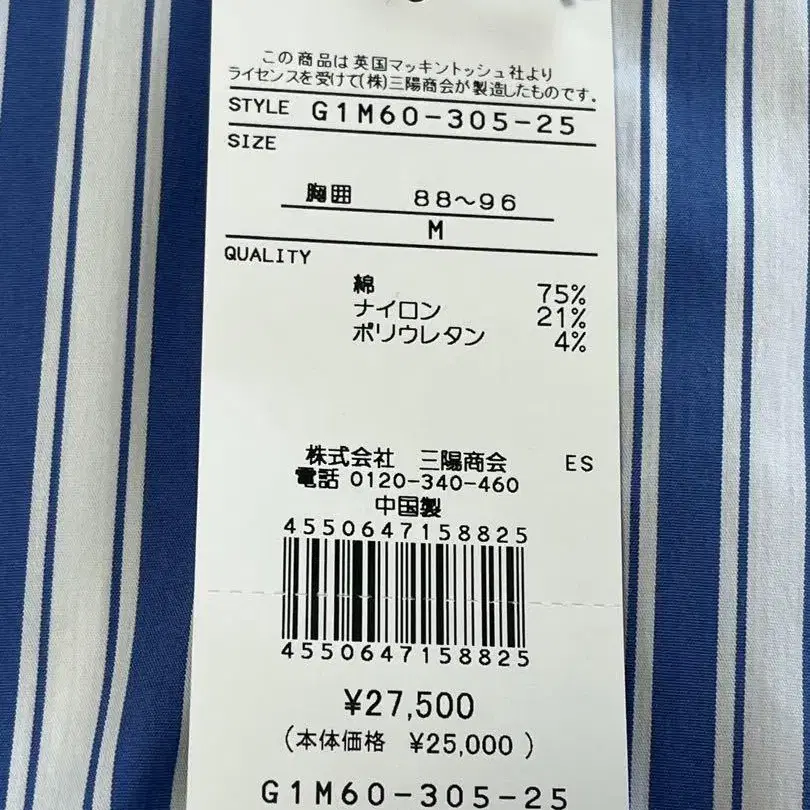 この商品は英国マッキントッシュ社より
ライセンスを受けて(株)三陽商会が製造したものです。
STYLE G1M60-305-25
SIZE
胸囲 88～96
M
QUALITY
綿 75%
ナイロン 21%
ポリウレタン 4%
株式会社 三陽商会 ES
電話 0120-340-460
中国製
4550647158825
4550647158825
¥27,500
(本体価格 ¥25,000)
G1M60-305-25